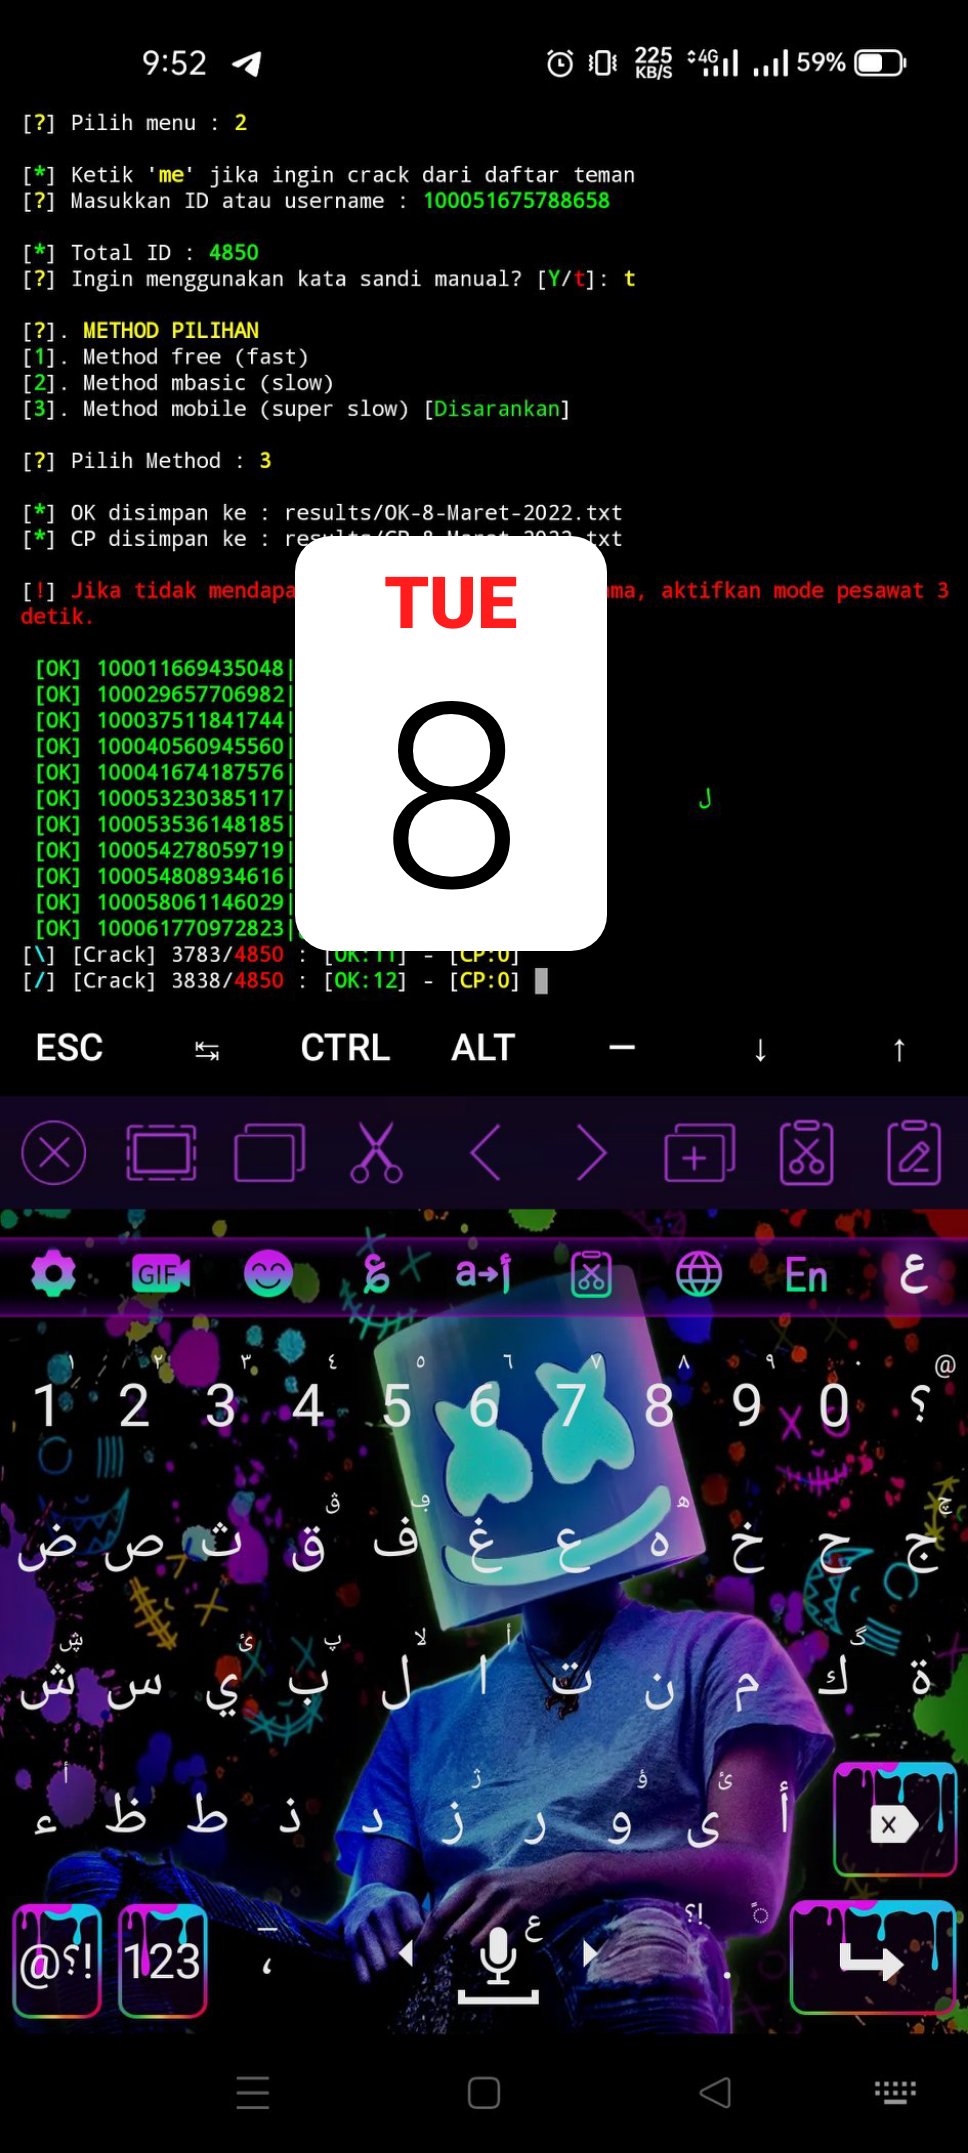 9:52
225 KB/S 4G 59%
[?] Pilih menu : 2
[*] Ketik 'me' jika ingin crack dari daftar teman
[?] Masukkan ID atau username : 100051675788658
[*] Total ID : 4850
[?] Ingin menggunakan kata sandi manual? [Y/t]: t
[?]. METHOD PILIHAN
[1]. Method free (fast)
[2]. Method mbasic (slow)
[3]. Method mobile (super slow) [Disarankan]
[?] Pilih Method : 3
[*] OK disimpan ke : results/OK-8-Maret-2022.txt
[*] CP disimpan ke : results/CP-8-Maret-2022.txt
[!] Jika tidak aktifkan mode pesawat 3
detik.
TUE
8
[OK] 100011669435048|
[OK] 100029657706982|
[OK] 100037511841744|
[OK] 100040560945560|
[OK] 100041674187576|
[OK] 100053230385117|
ل
[OK] 100053536148185|
[OK] 100054278059719|
[OK] 100054808934616|
[OK] 100058061146029|
[OK] 100061770972823|
[\] [Crack] 3783/4850 : [OK:11] - [CP:0]
[/] [Crack] 3838/4850 : [OK:12] - [CP:0]
ESC ↹ CTRL ALT — ↓ ↑
GIF a→أ En ع
١ ٢ ٣ ٤ ٥ ٦ ٧ ٨ ٩ ٠ @
1 2 3 4 5 6 7 8 9 0 ؟
ض ص ث ق ف غ ع ه خ ح ج
ش س ي ب ل ا ت ن م ك ة
ء ظ ط ذ د ز ر و ى أ
@؟! 123 ، ع .